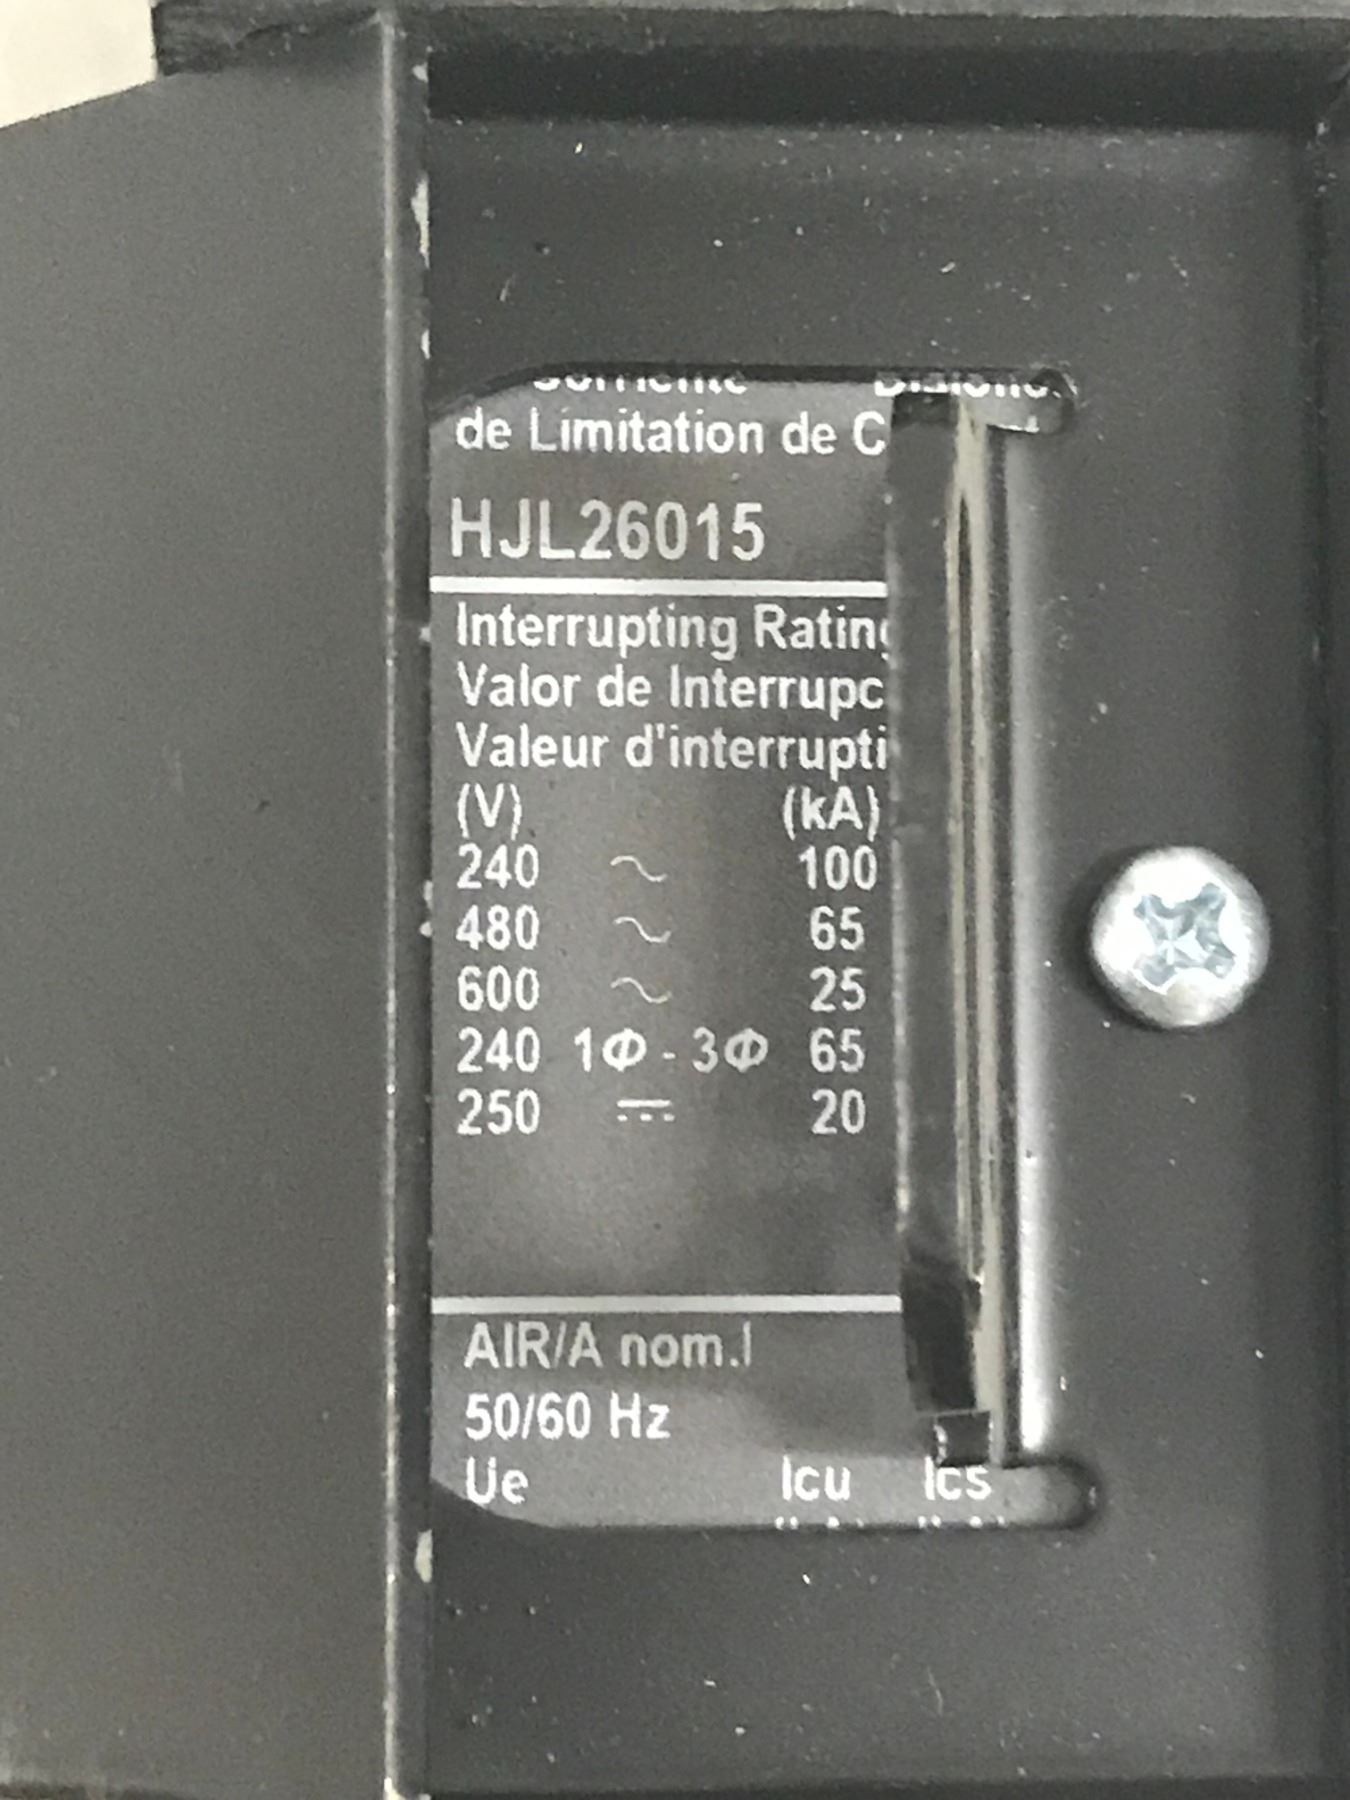 de Limitation de C
HJL26015
Interrupting Rating
Valor de Interrupc
Valeur d'interrupti
(V) (kA)
240 ∼ 100
480 ∼ 65
600 ∼ 25
240 1Φ - 3Φ 65
250 ⎓ 20
AIR/A nom.I
50/60 Hz
Ue Icu Ics